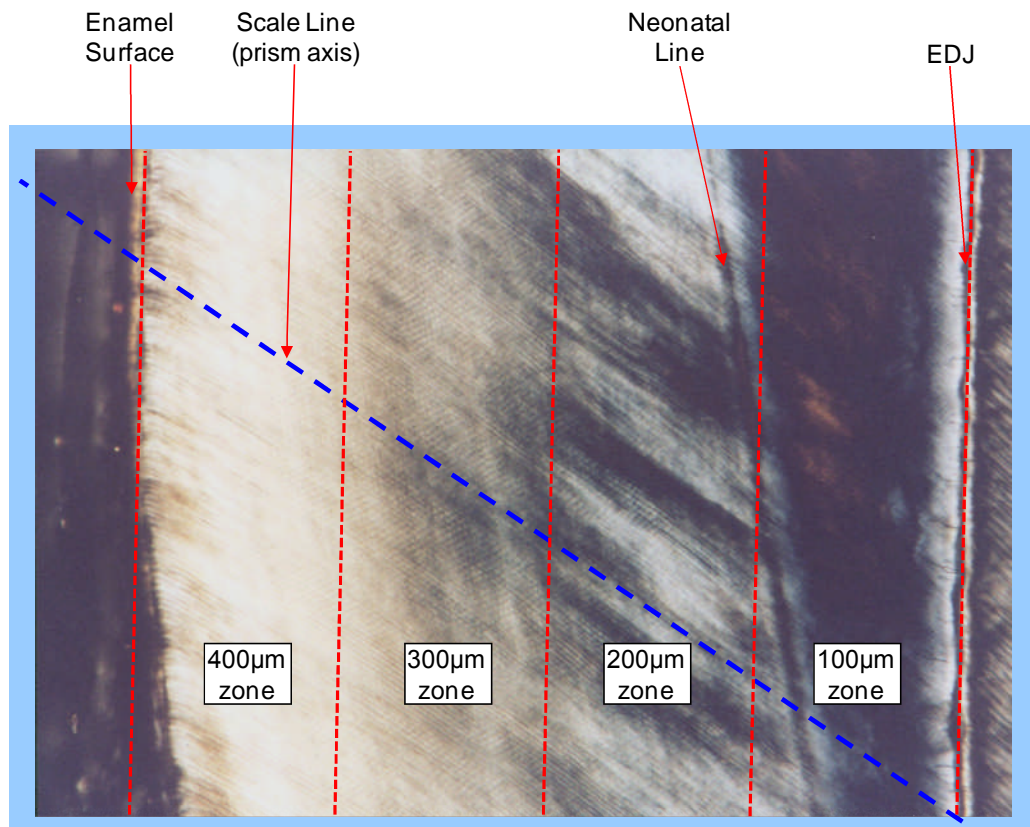 Enamel
Surface
Scale Line
(prism axis)
Neonatal
Line
EDJ
400µm
zone
300µm
zone
200µm
zone
100µm
zone